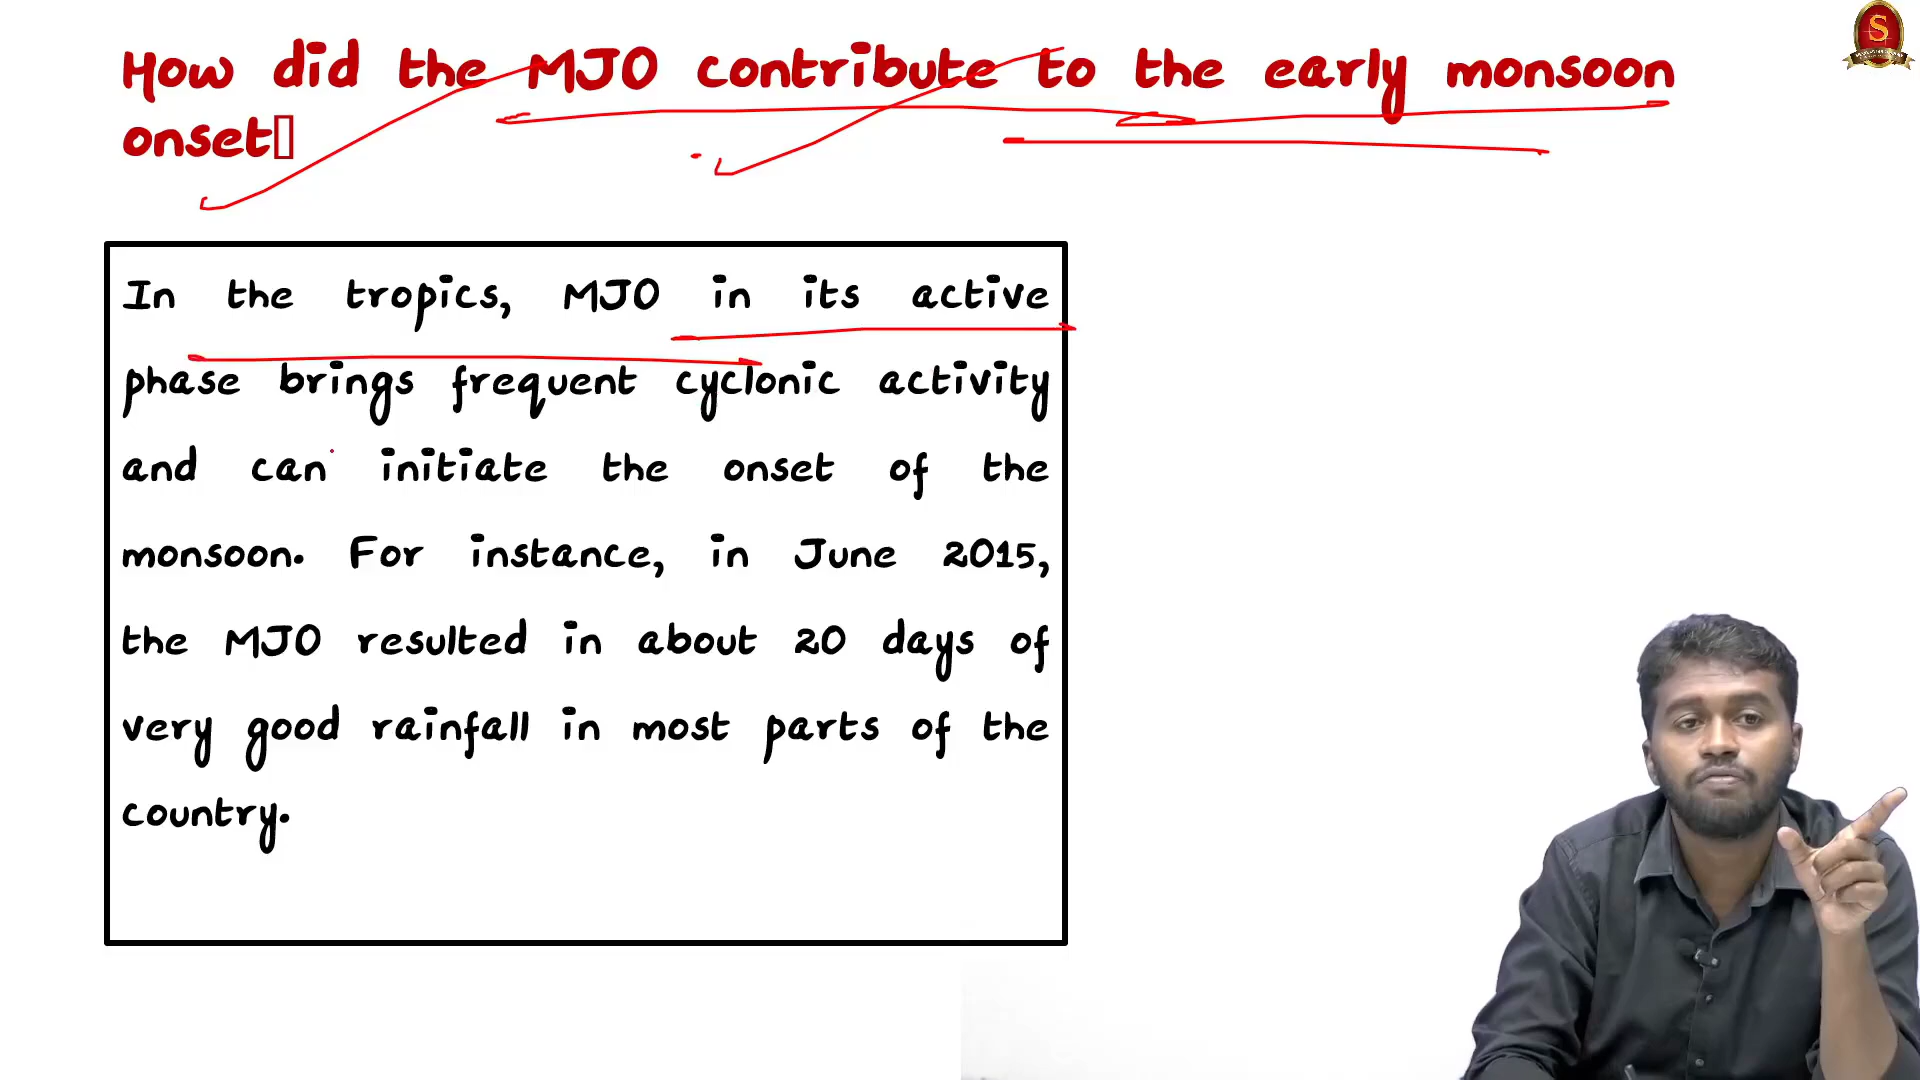 How did the MJO contribute to the early monsoon
onset
In the tropics, MJO in its active
phase brings frequent cyclonic activity
and can initiate the onset of the
monsoon. For instance, in June 2015,
the MJO resulted in about 20 days of
very good rainfall in most parts of the
country.
S